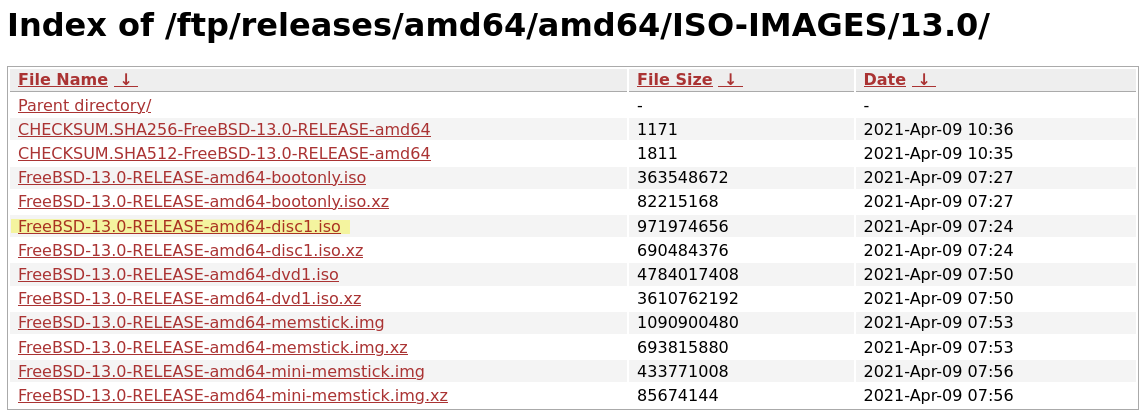 Index of /ftp/releases/amd64/amd64/ISO-IMAGES/13.0/
File Name ↓ File Size ↓ Date ↓
Parent directory/ - -
CHECKSUM.SHA256-FreeBSD-13.0-RELEASE-amd64 1171 2021-Apr-09 10:36
CHECKSUM.SHA512-FreeBSD-13.0-RELEASE-amd64 1811 2021-Apr-09 10:35
FreeBSD-13.0-RELEASE-amd64-bootonly.iso 363548672 2021-Apr-09 07:27
FreeBSD-13.0-RELEASE-amd64-bootonly.iso.xz 82215168 2021-Apr-09 07:27
FreeBSD-13.0-RELEASE-amd64-disc1.iso 971974656 2021-Apr-09 07:24
FreeBSD-13.0-RELEASE-amd64-disc1.iso.xz 690484376 2021-Apr-09 07:24
FreeBSD-13.0-RELEASE-amd64-dvd1.iso 4784017408 2021-Apr-09 07:50
FreeBSD-13.0-RELEASE-amd64-dvd1.iso.xz 3610762192 2021-Apr-09 07:50
FreeBSD-13.0-RELEASE-amd64-memstick.img 1090900480 2021-Apr-09 07:53
FreeBSD-13.0-RELEASE-amd64-memstick.img.xz 693815880 2021-Apr-09 07:53
FreeBSD-13.0-RELEASE-amd64-mini-memstick.img 433771008 2021-Apr-09 07:56
FreeBSD-13.0-RELEASE-amd64-mini-memstick.img.xz 85674144 2021-Apr-09 07:56